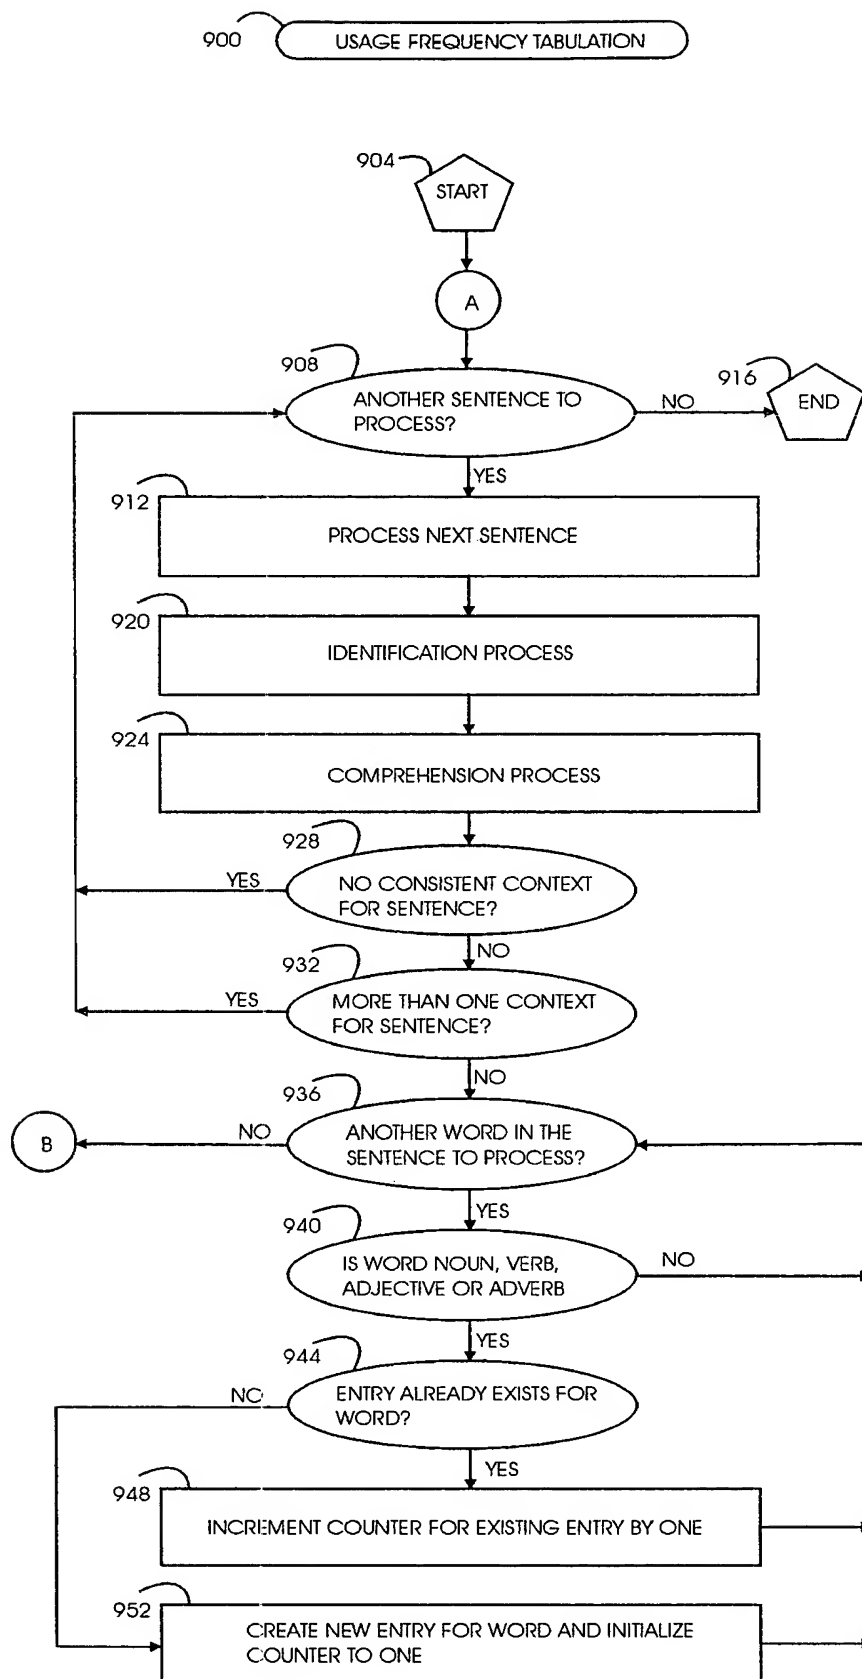 900
USAGE FREQUENCY TABULATION
904
START
A
908
ANOTHER SENTENCE TO
PROCESS?
NO
916
END
YES
912
PROCESS NEXT SENTENCE
920
IDENTIFICATION PROCESS
924
COMPREHENSION PROCESS
928
YES
NO CONSISTENT CONTEXT
FOR SENTENCE?
NO
932
YES
MORE THAN ONE CONTEXT
FOR SENTENCE?
NO
936
B
NO
ANOTHER WORD IN THE
SENTENCE TO PROCESS?
YES
940
IS WORD NOUN, VERB,
ADJECTIVE OR ADVERB
NO
YES
944
NO
ENTRY ALREADY EXISTS FOR
WORD?
YES
948
INCREMENT COUNTER FOR EXISTING ENTRY BY ONE
952
CREATE NEW ENTRY FOR WORD AND INITIALIZE
COUNTER TO ONE